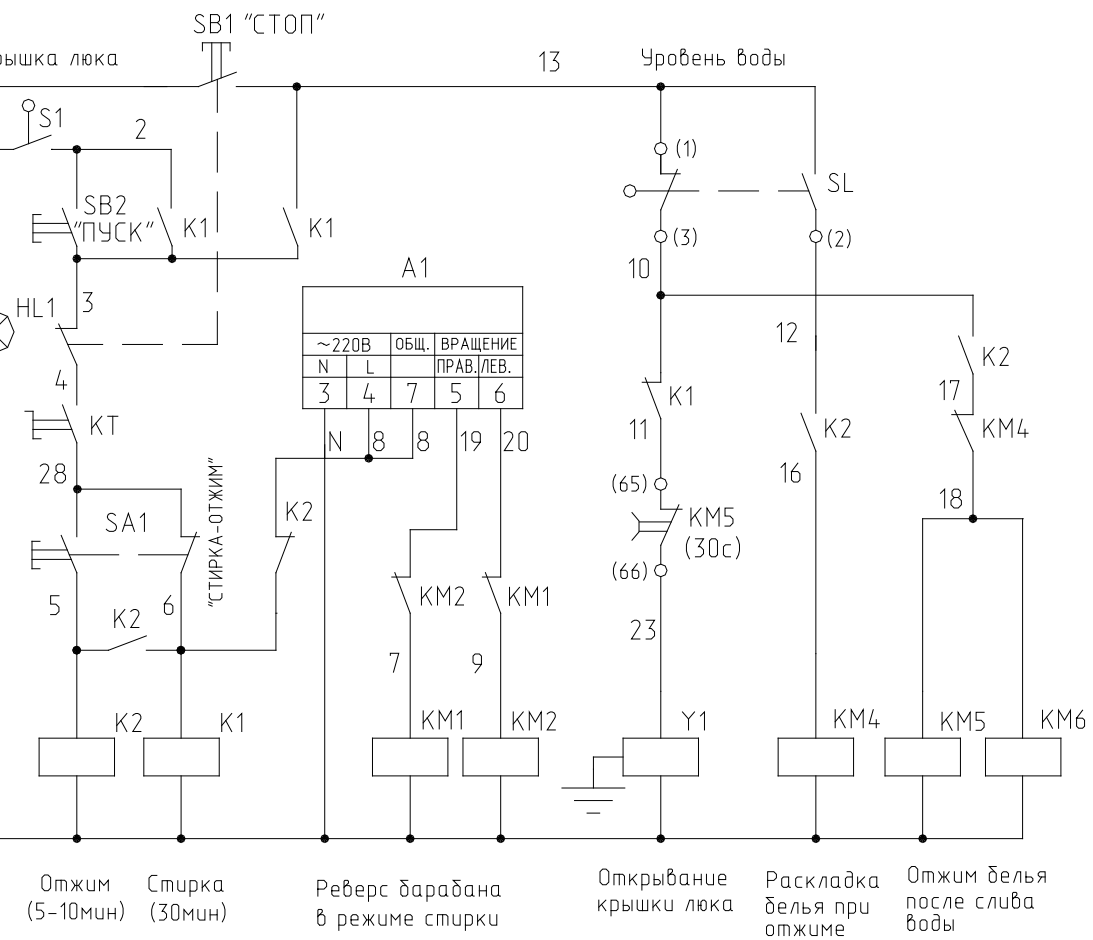 SB1 "СТОП"
13
Уровень воды
рышка люка
S1
2
(1)
SB2
"ПУСК"
K1
K1
SL
(3)
(2)
10
A1
3
HL1
~220В ОБЩ. ВРАЩЕНИЕ
N L ПРАВ. ЛЕВ.
3 4 7 5 6
12
K2
17
4
KT
K1
11
K2
KM4
N 8 8 19 20
28
16
(65)
18
SA1
"СТИРКА-ОТЖИМ"
K2
KM5
(30с)
(66)
5
6
K2
KM2
KM1
23
7
9
K2
K1
KM1
KM2
Y1
KM4
KM5
KM6
Отжим
(5-10мин)
Стирка
(30мин)
Реверс барабана
в режиме стирки
Открывание
крышки люка
Раскладка
белья при
отжиме
Отжим белья
после слива
воды